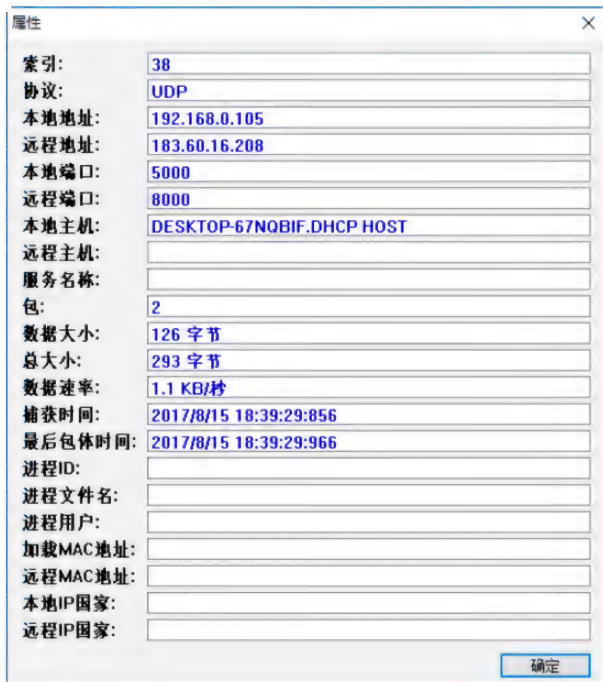 属性
索引: 38
协议: UDP
本地地址: 192.168.0.105
远程地址: 183.60.16.208
本地端口: 5000
远程端口: 8000
本地主机: DESKTOP-67NQBIF.DHCP HOST
远程主机:
服务名称:
包: 2
数据大小: 126 字节
总大小: 293 字节
数据速率: 1.1 KB/秒
捕获时间: 2017/8/15 18:39:29:856
最后包体时间: 2017/8/15 18:39:29:966
进程ID:
进程文件名:
进程用户:
加载MAC地址:
远程MAC地址:
本地IP国家:
远程IP国家:
确定